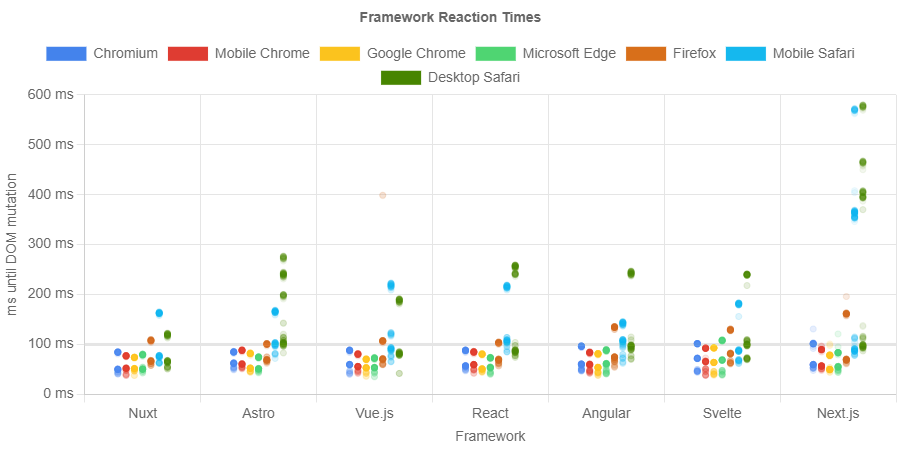 Framework Reaction Times
Chromium Mobile Chrome Google Chrome Microsoft Edge Firefox Mobile Safari
Desktop Safari
600 ms
500 ms
400 ms
300 ms
200 ms
100 ms
0 ms
ms until DOM mutation
Nuxt Astro Vue.js React Angular Svelte Next.js
Framework